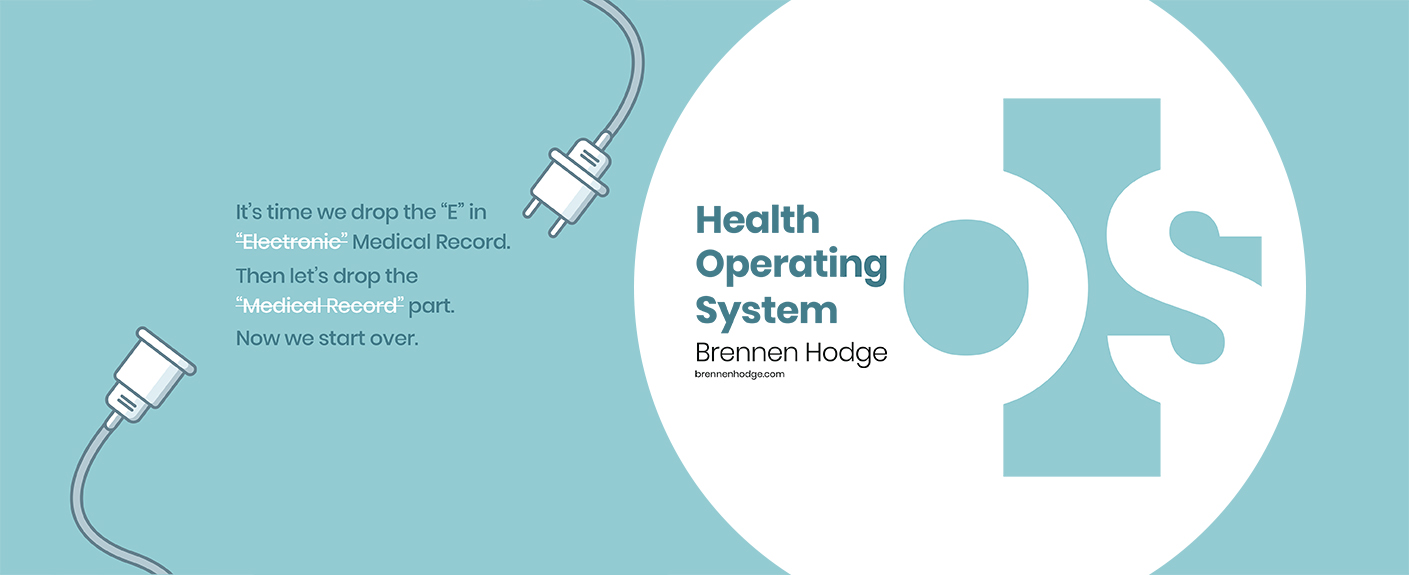 It’s time we drop the “E” in
“Electronic” Medical Record.
Then let’s drop the
“Medical Record” part.
Now we start over.
Health
Operating
System
Brennen Hodge
brennenhodge.com
os